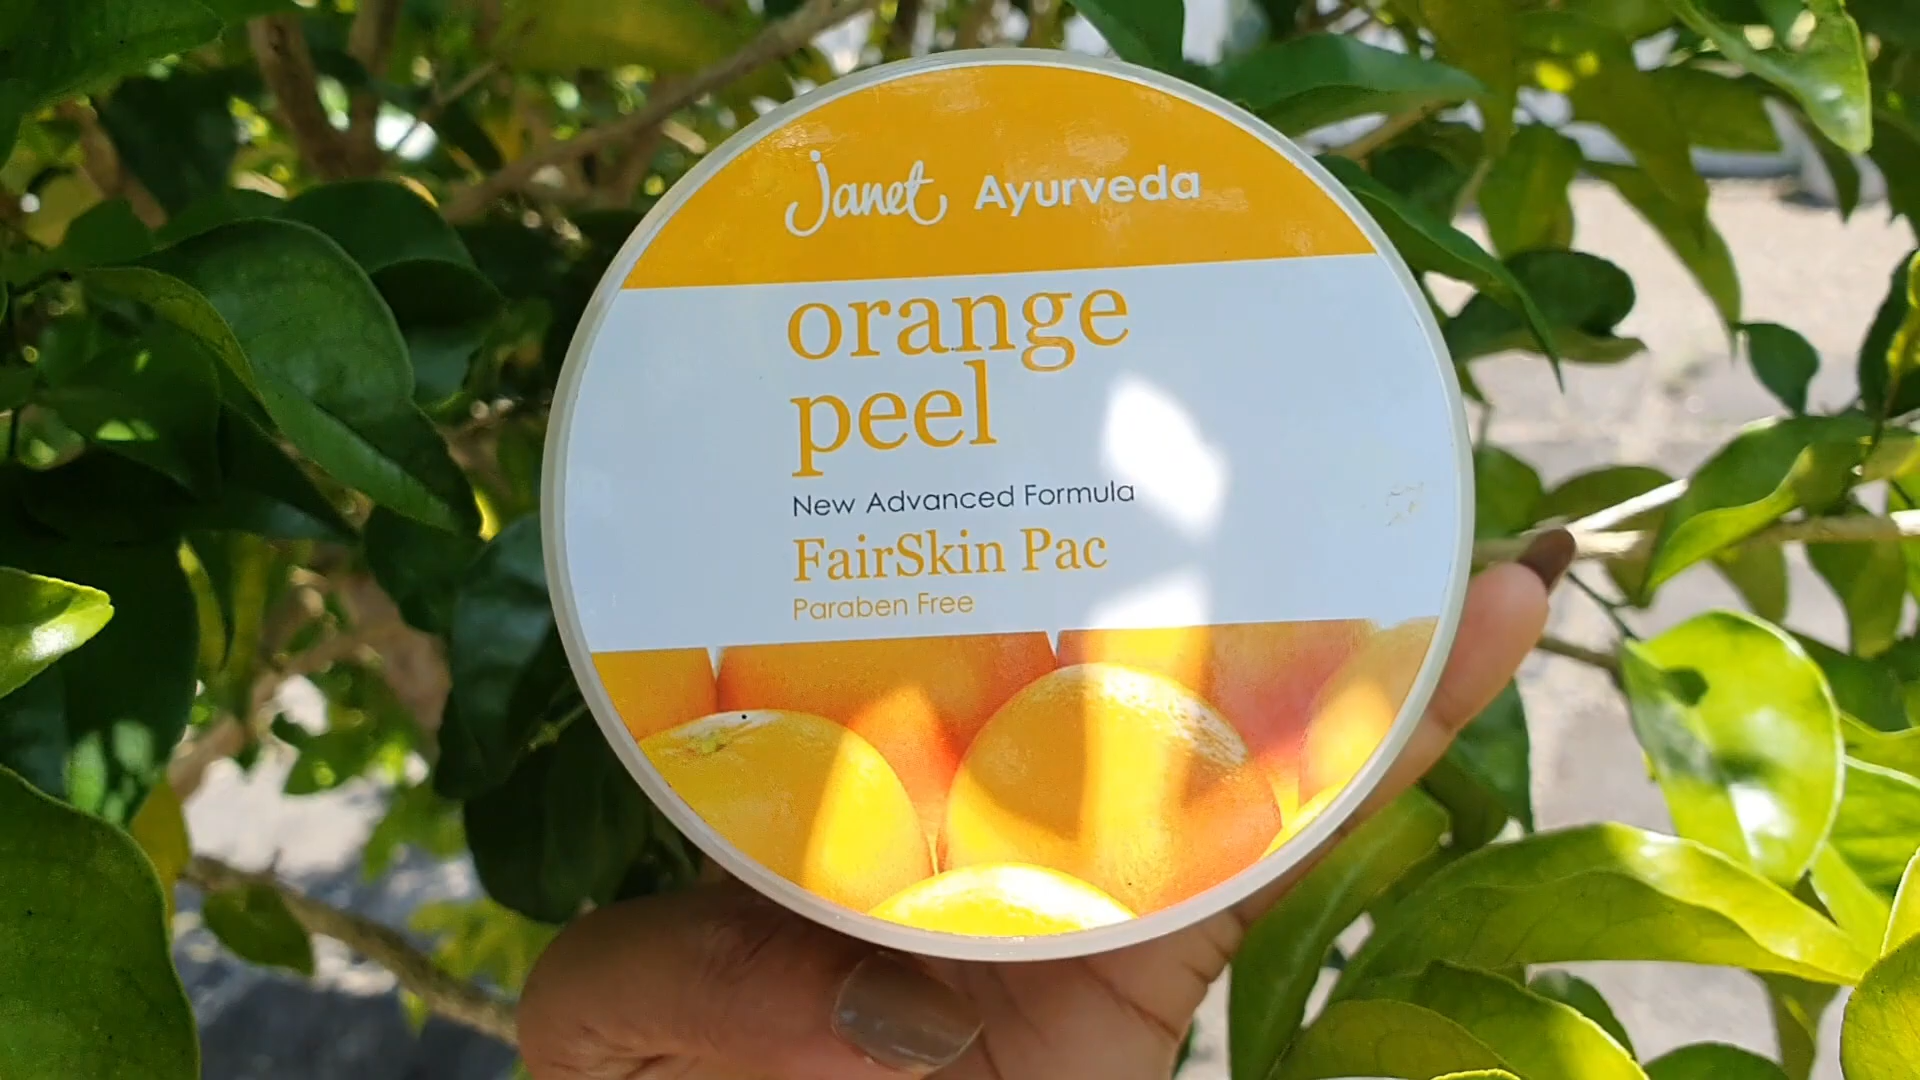 Janet Ayurveda
orange
peel
New Advanced Formula
FairSkin Pac
Paraben Free